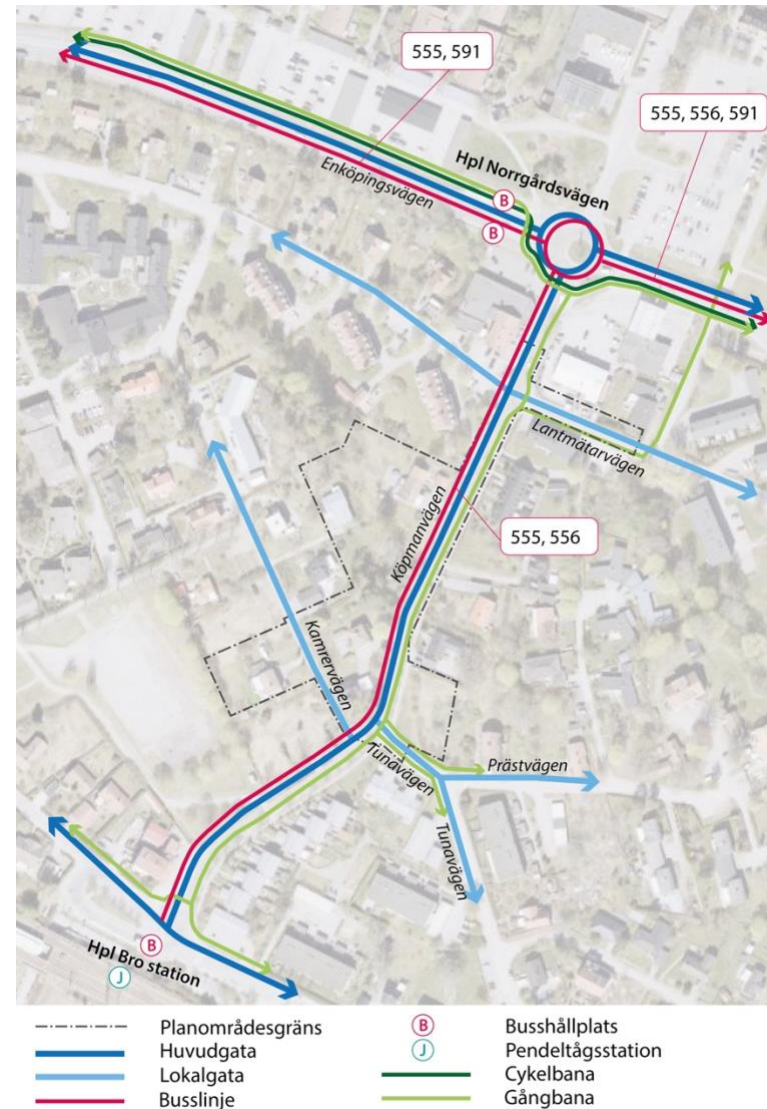 555, 591
555, 556, 591
Hpl Norrgårdsvägen
Enköpingsvägen
B
B
Lantmätarvägen
Köpmanvägen
555, 556
Kamrervägen
Tunavägen
Prästvägen
Tunavägen
B
Hpl Bro station
J
Planområdesgräns
B Busshållplats
Huvudgata
J Pendeltågsstation
Lokalgata
Cykelbana
Busslinje
Gångbana